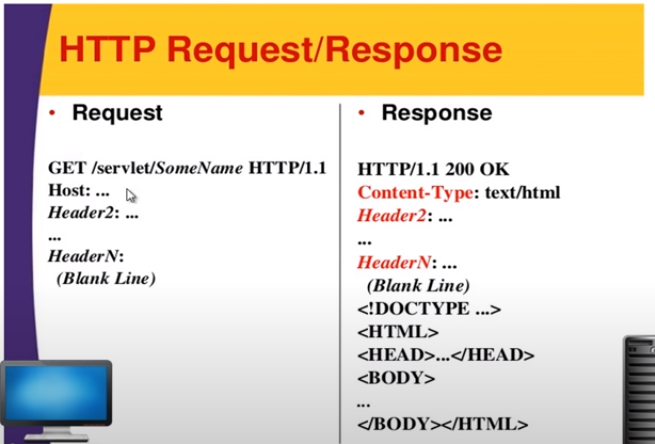 HTTP Request/Response
• Request
GET /servlet/SomeName HTTP/1.1
Host: ...
Header2: ...
...
HeaderN:
(Blank Line)
• Response
HTTP/1.1 200 OK
Content-Type: text/html
Header2: ...
...
HeaderN: ...
(Blank Line)
<!DOCTYPE ...>
<HTML>
<HEAD>...</HEAD>
<BODY>
...
</BODY></HTML>